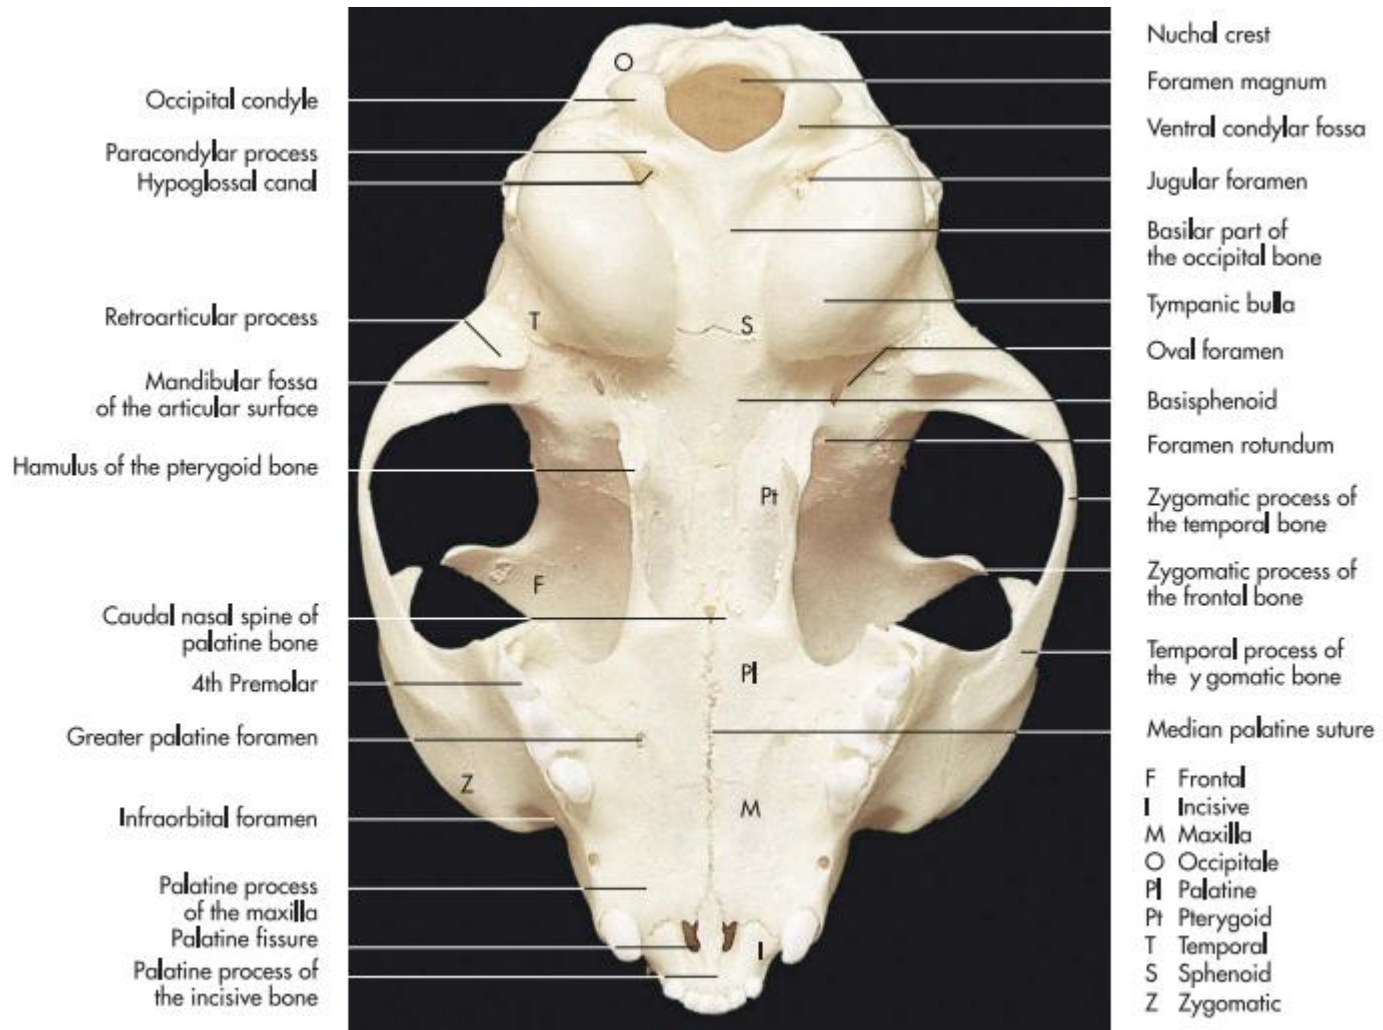 Occipital condyle
Paracondylar process
Hypoglossal canal
Retroarticular process
Mandibular fossa
of the articular surface
Hamulus of the pterygoid bone
Caudal nasal spine of
palatine bone
4th Premolar
Greater palatine foramen
Infraorbital foramen
Palatine process
of the maxilla
Palatine fissure
Palatine process of
the incisive bone
O
T
S
Pt
F
Pl
Z
M
I
Nuchal crest
Foramen magnum
Ventral condylar fossa
Jugular foramen
Basilar part of
the occipital bone
Tympanic bulla
Oval foramen
Basisphenoid
Foramen rotundum
Zygomatic process of
the temporal bone
Zygomatic process of
the frontal bone
Temporal process of
the y gomatic bone
Median palatine suture
F Frontal
I Incisive
M Maxilla
O Occipitale
Pl Palatine
Pt Pterygoid
T Temporal
S Sphenoid
Z Zygomatic